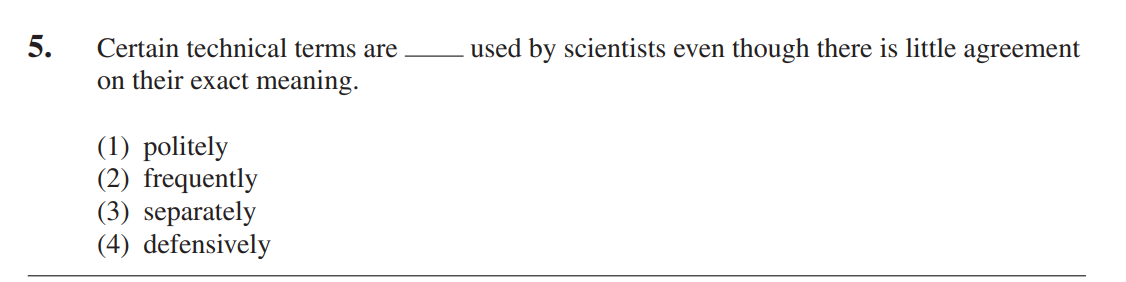 5. Certain technical terms are ____ used by scientists even though there is little agreement
on their exact meaning.
(1) politely
(2) frequently
(3) separately
(4) defensively